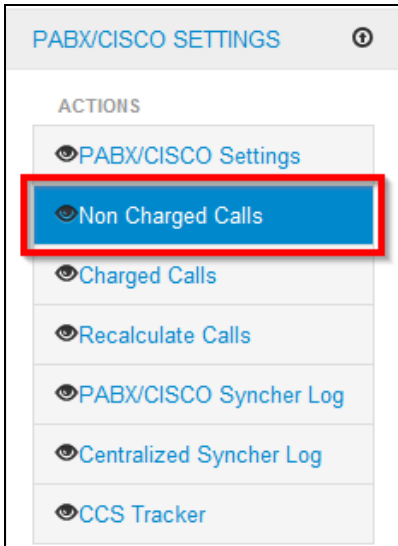 PABX/CISCO SETTINGS
ACTIONS
PABX/CISCO Settings
Non Charged Calls
Charged Calls
Recalculate Calls
PABX/CISCO Syncher Log
Centralized Syncher Log
CCS Tracker